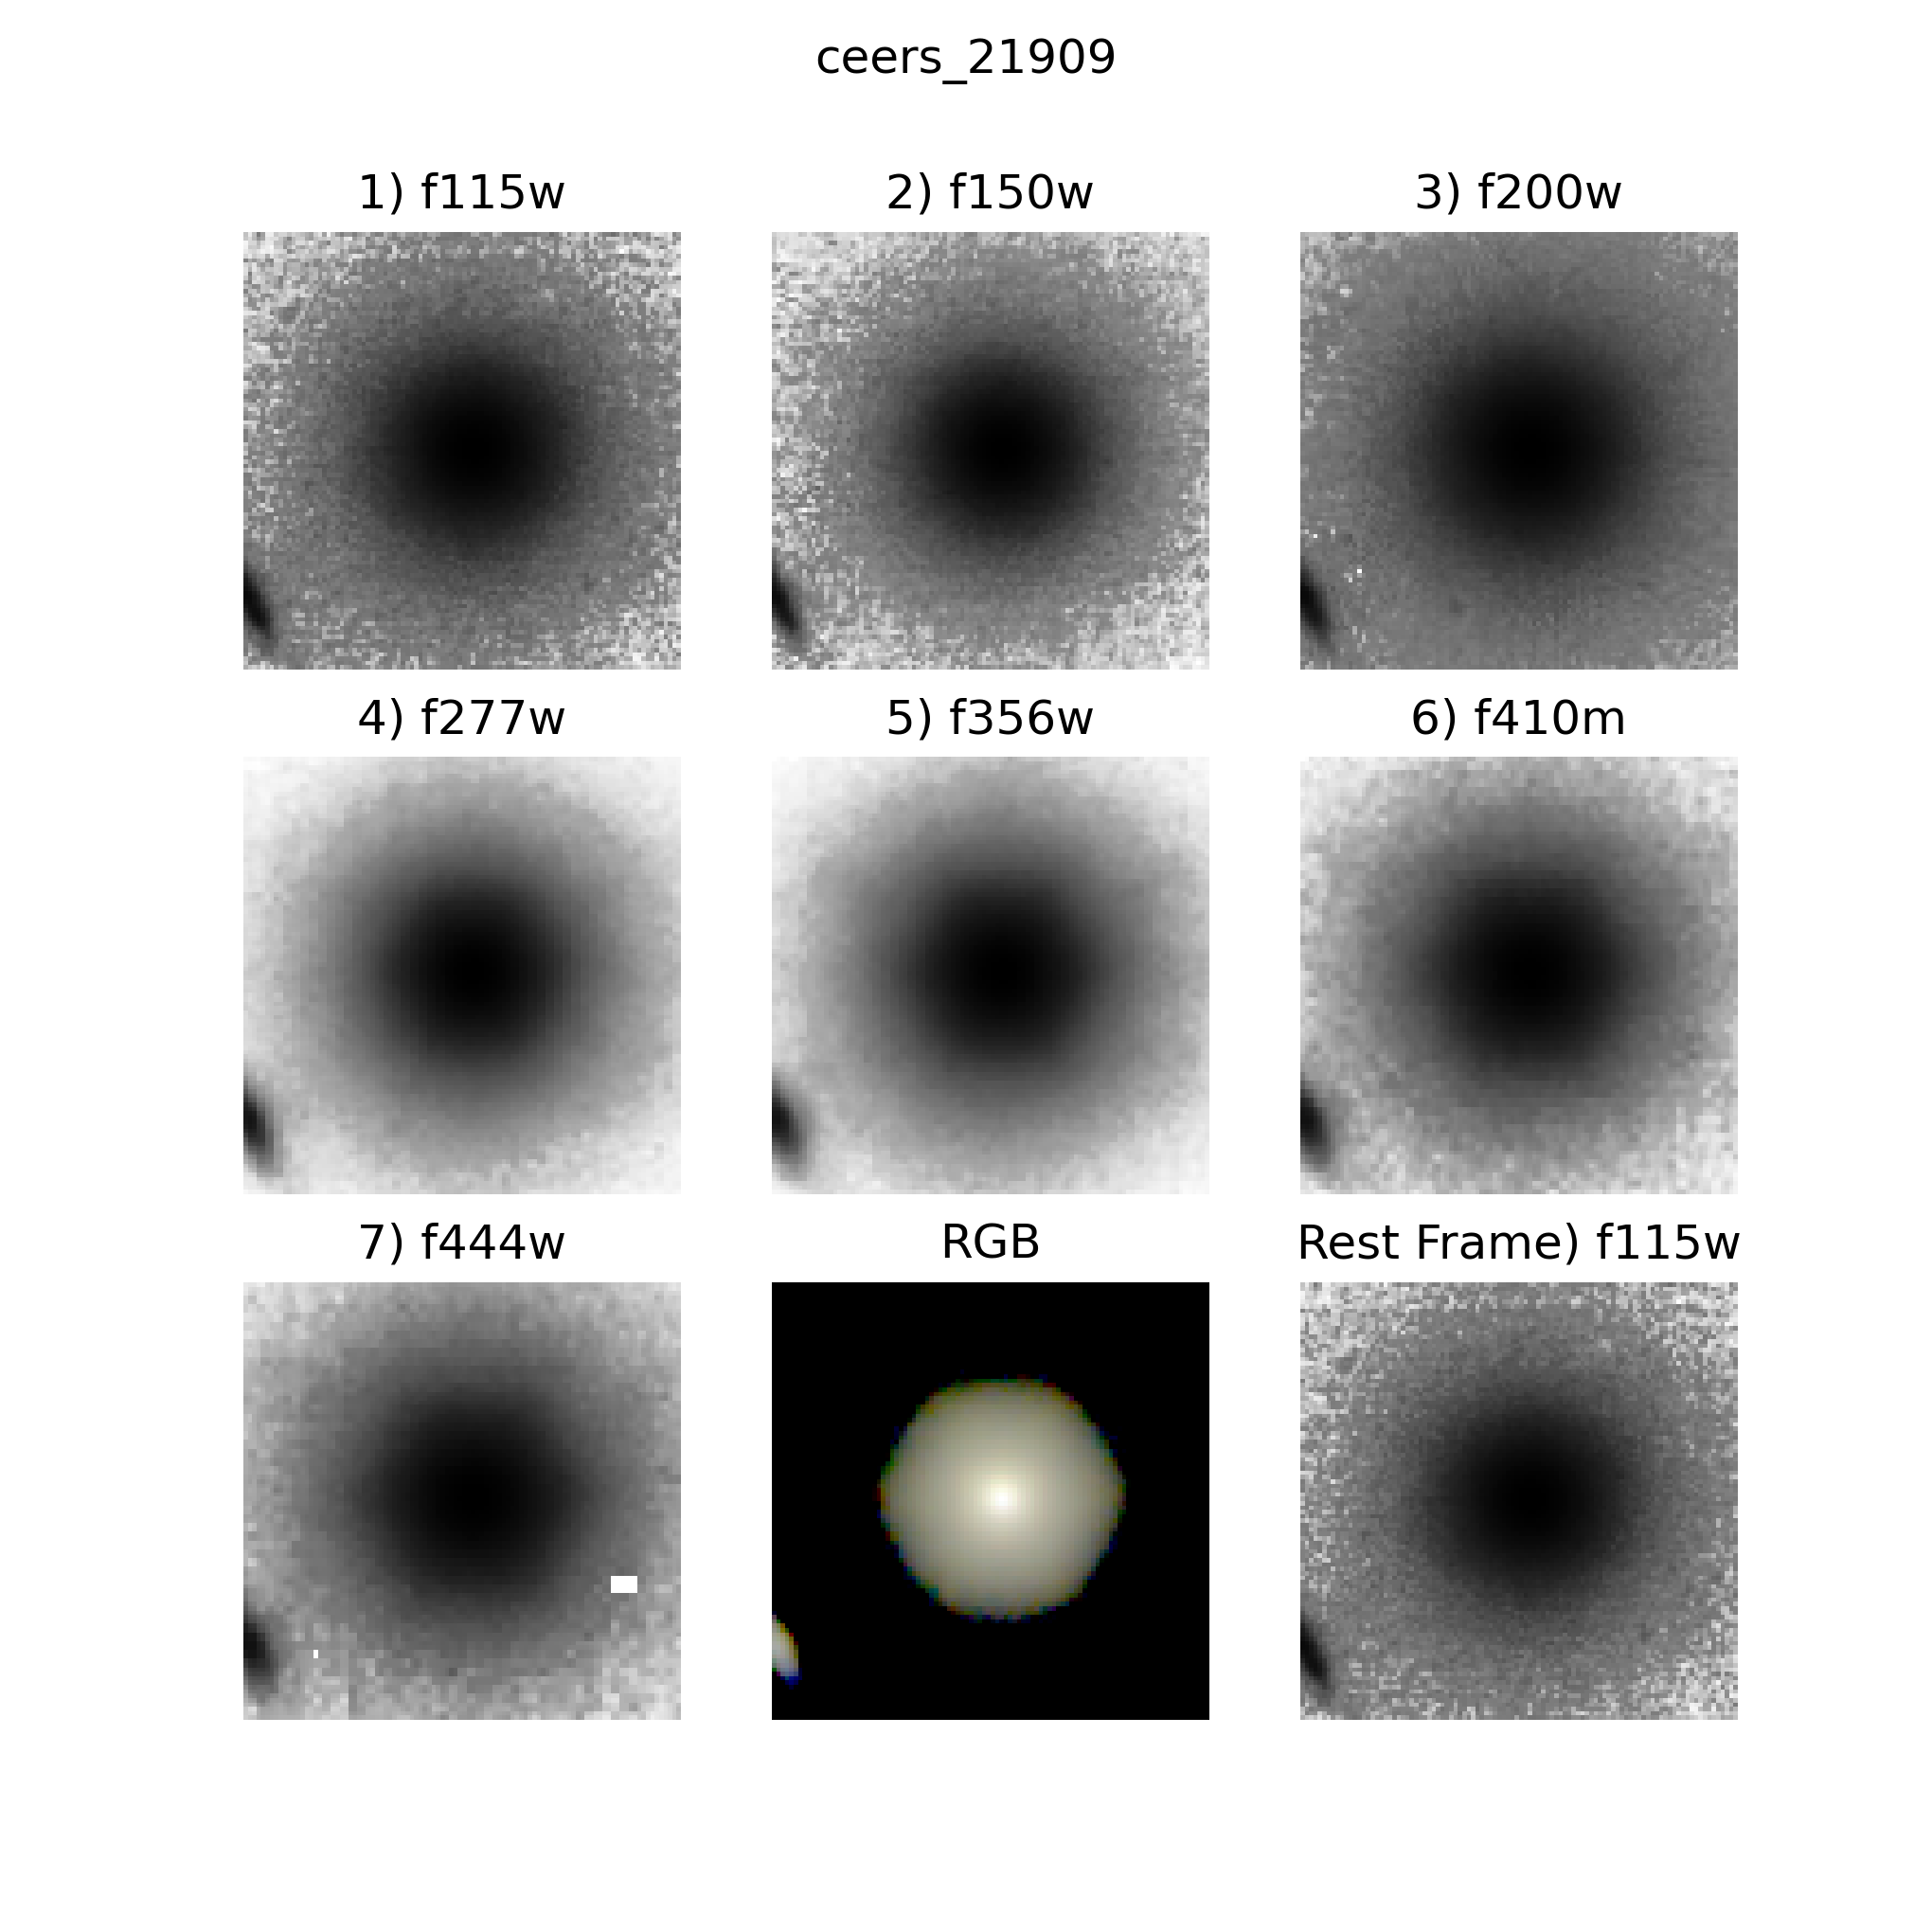 ceers_21909
1) f115w
2) f150w
3) f200w
4) f277w
5) f356w
6) f410m
7) f444w
RGB
Rest Frame) f115w